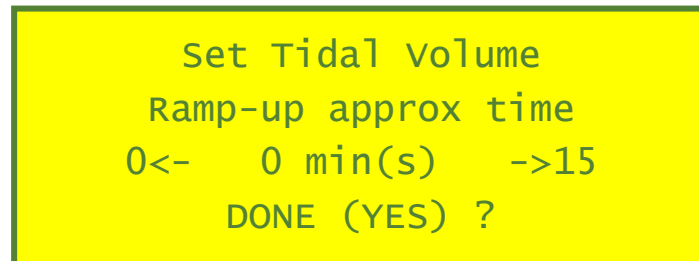 Set Tidal Volume
Ramp-up approx time
0<-   0 min(s)   ->15
DONE (YES) ?